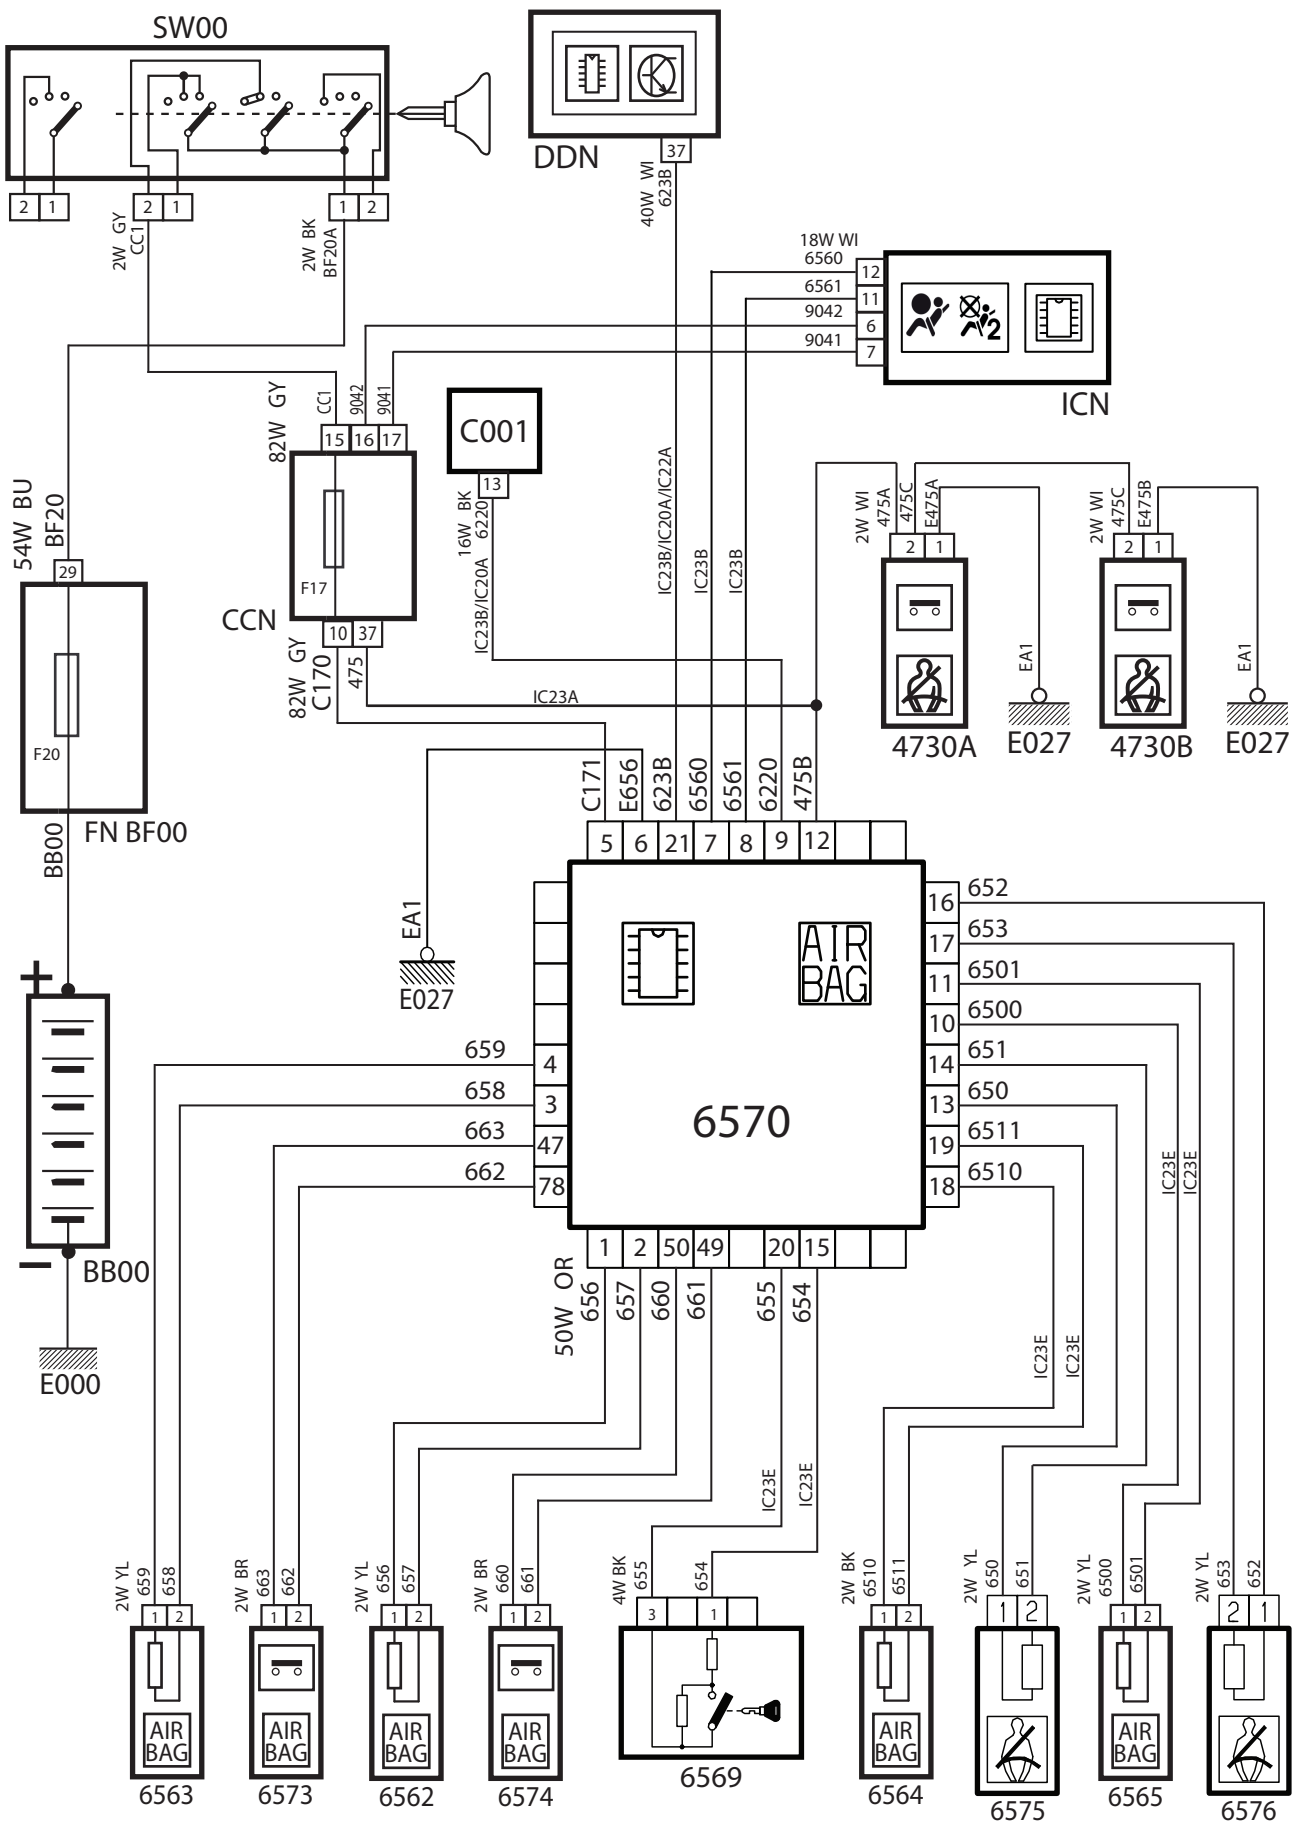 SW00
2
1
2
1
1
2
2W GY
CC1
2W BK
BF20A
DDN
37
40W WI
623B
18W WI
6560
6561
9042
9041
12
11
6
7
2
ICN
82W GY
CC1
9042
9041
15
16
17
F17
CCN
10
37
82W GY
C170
475
C001
13
16W BK
6220
IC23B/IC20A
IC23B/IC20A/IC22A
IC23B
IC23B
IC23A
2W WI
475A
475C
E475A
2
1
4730A
EA1
E027
2W WI
475C
E475B
2
1
4730B
EA1
E027
54W BU
BF20
29
F20
FN BF00
BB00
+
−
BB00
E000
EA1
E027
C171
E656
623B
6560
6561
6220
475B
5
6
21
7
8
9
12
AIR
BAG
6570
659
4
658
3
663
47
662
78
16
652
17
653
11
6501
10
6500
14
651
13
650
19
6511
18
6510
IC23E
IC23E
IC23E
IC23E
1
2
50
49
20
15
50W OR
656
657
660
661
655
654
IC23E
IC23E
2W YL
659
658
1
2
AIR
BAG
6563
2W BR
663
662
1
2
AIR
BAG
6573
2W YL
656
657
1
2
AIR
BAG
6562
2W BR
660
661
1
2
AIR
BAG
6574
4W BK
655
654
3
1
6569
2W BK
6510
6511
1
2
AIR
BAG
6564
2W YL
650
651
1
2
6575
2W YL
6500
6501
1
2
AIR
BAG
6565
2W YL
653
652
2
1
6576